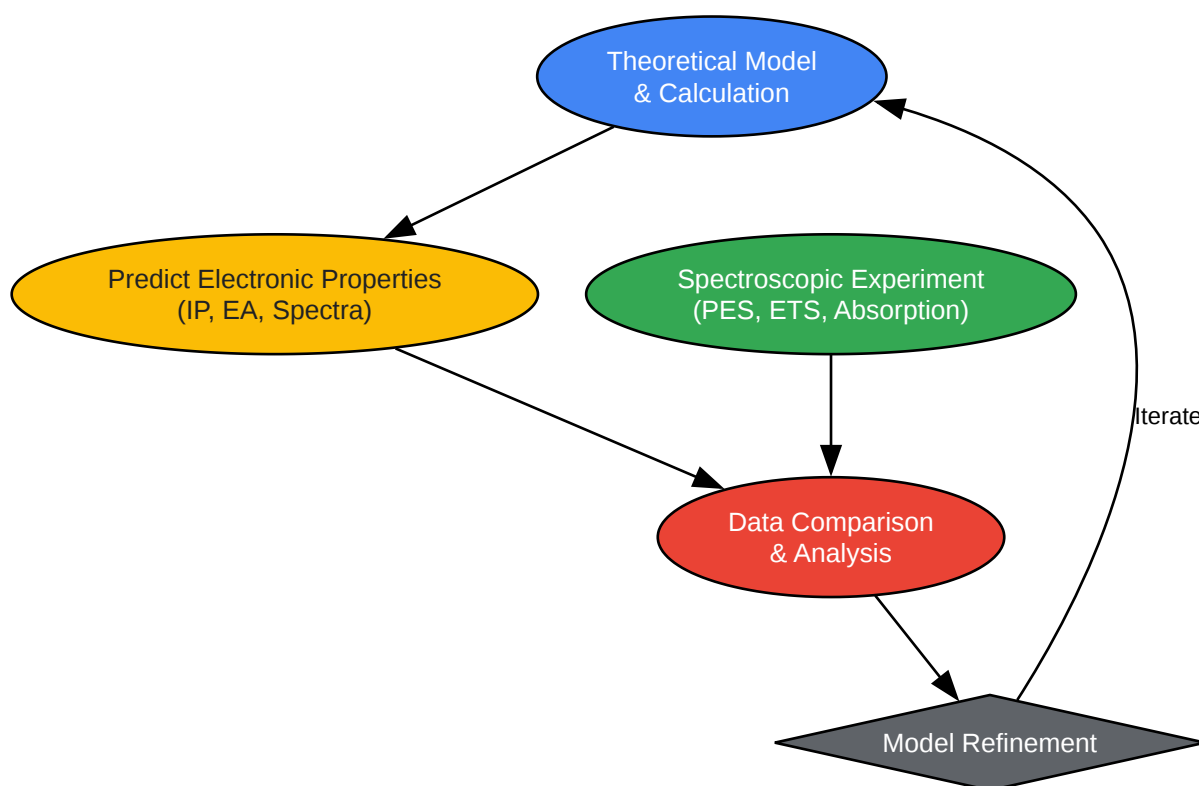 Theoretical Model
& Calculation
Predict Electronic Properties
(IP, EA, Spectra)
Spectroscopic Experiment
(PES, ETS, Absorption)
Iterate
Data Comparison
& Analysis
Model Refinement